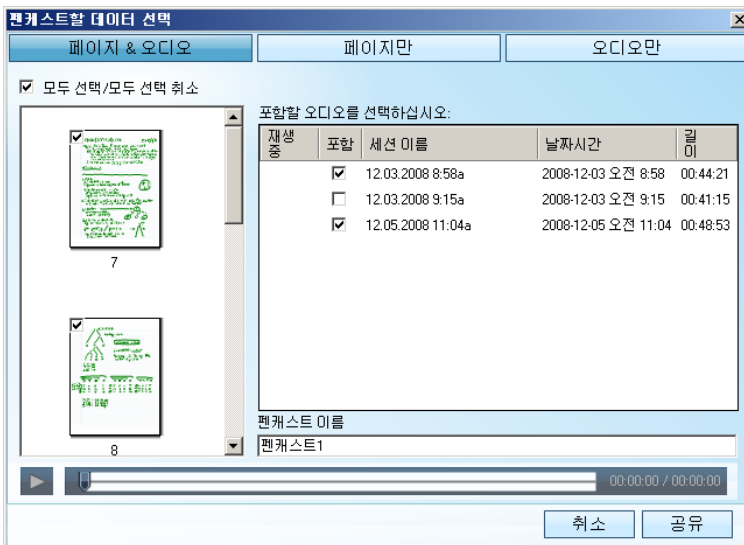 펜캐스트할 데이터 선택
페이지 & 오디오 페이지만 오디오만
모두 선택/모두 선택 취소
포함할 오디오를 선택하십시오:
재생중 포함 세션 이름 날짜시간 길이
12.03.2008 8:58a 2008-12-03 오전 8:58 00:44:21
12.03.2008 9:15a 2008-12-03 오전 9:15 00:41:15
12.05.2008 11:04a 2008-12-05 오전 11:04 00:48:53
7
8
펜캐스트 이름
펜캐스트1
00:00:00 / 00:00:00
취소 공유